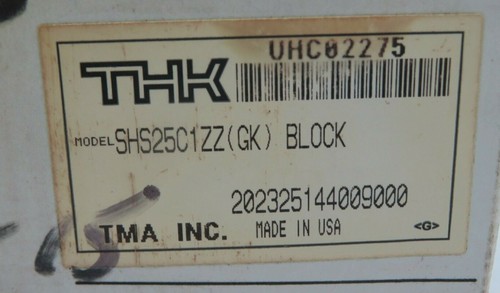 UHC02275
THK
MODEL SHS25C1ZZ(GK) BLOCK
202325144009000
TMA INC. MADE IN USA <G>